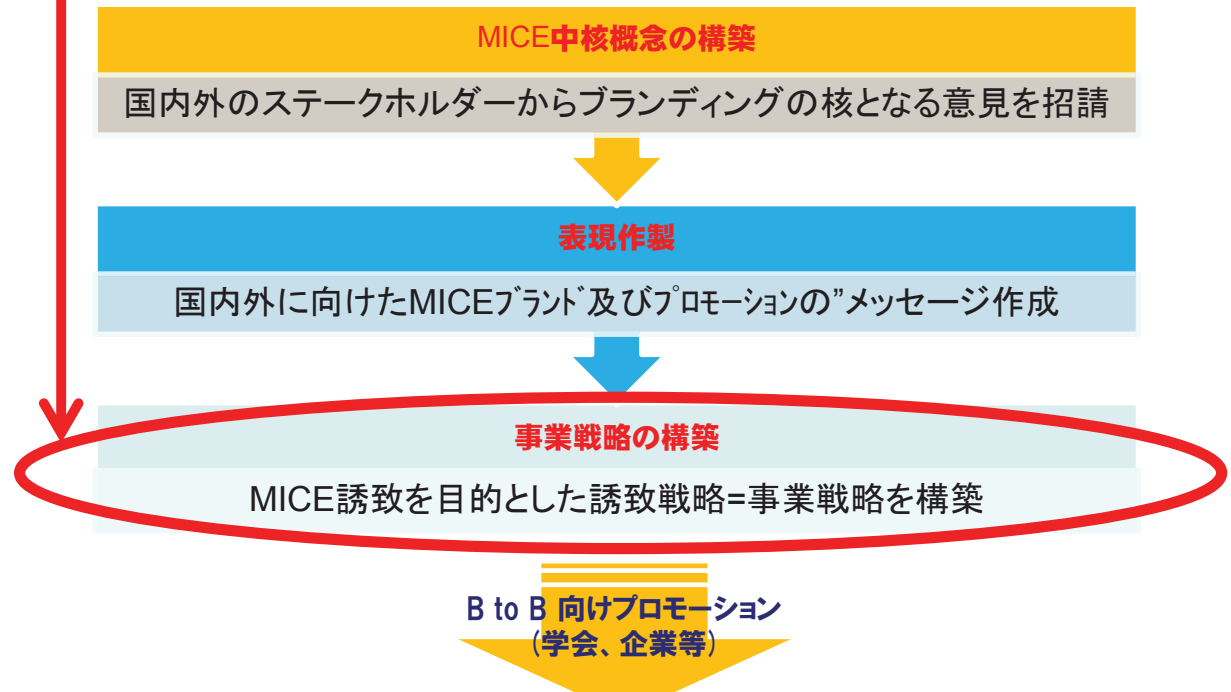 MICE中核概念の構築
国内外のステークホルダーからブランディングの核となる意見を招請
表現作製
国内外に向けたMICEﾌﾞﾗﾝﾄﾞ及びﾌﾟﾛﾓｰｼｮﾝの”メッセージ作成
事業戦略の構築
MICE誘致を目的とした誘致戦略=事業戦略を構築
B to B 向けプロモーション
(学会、企業等)